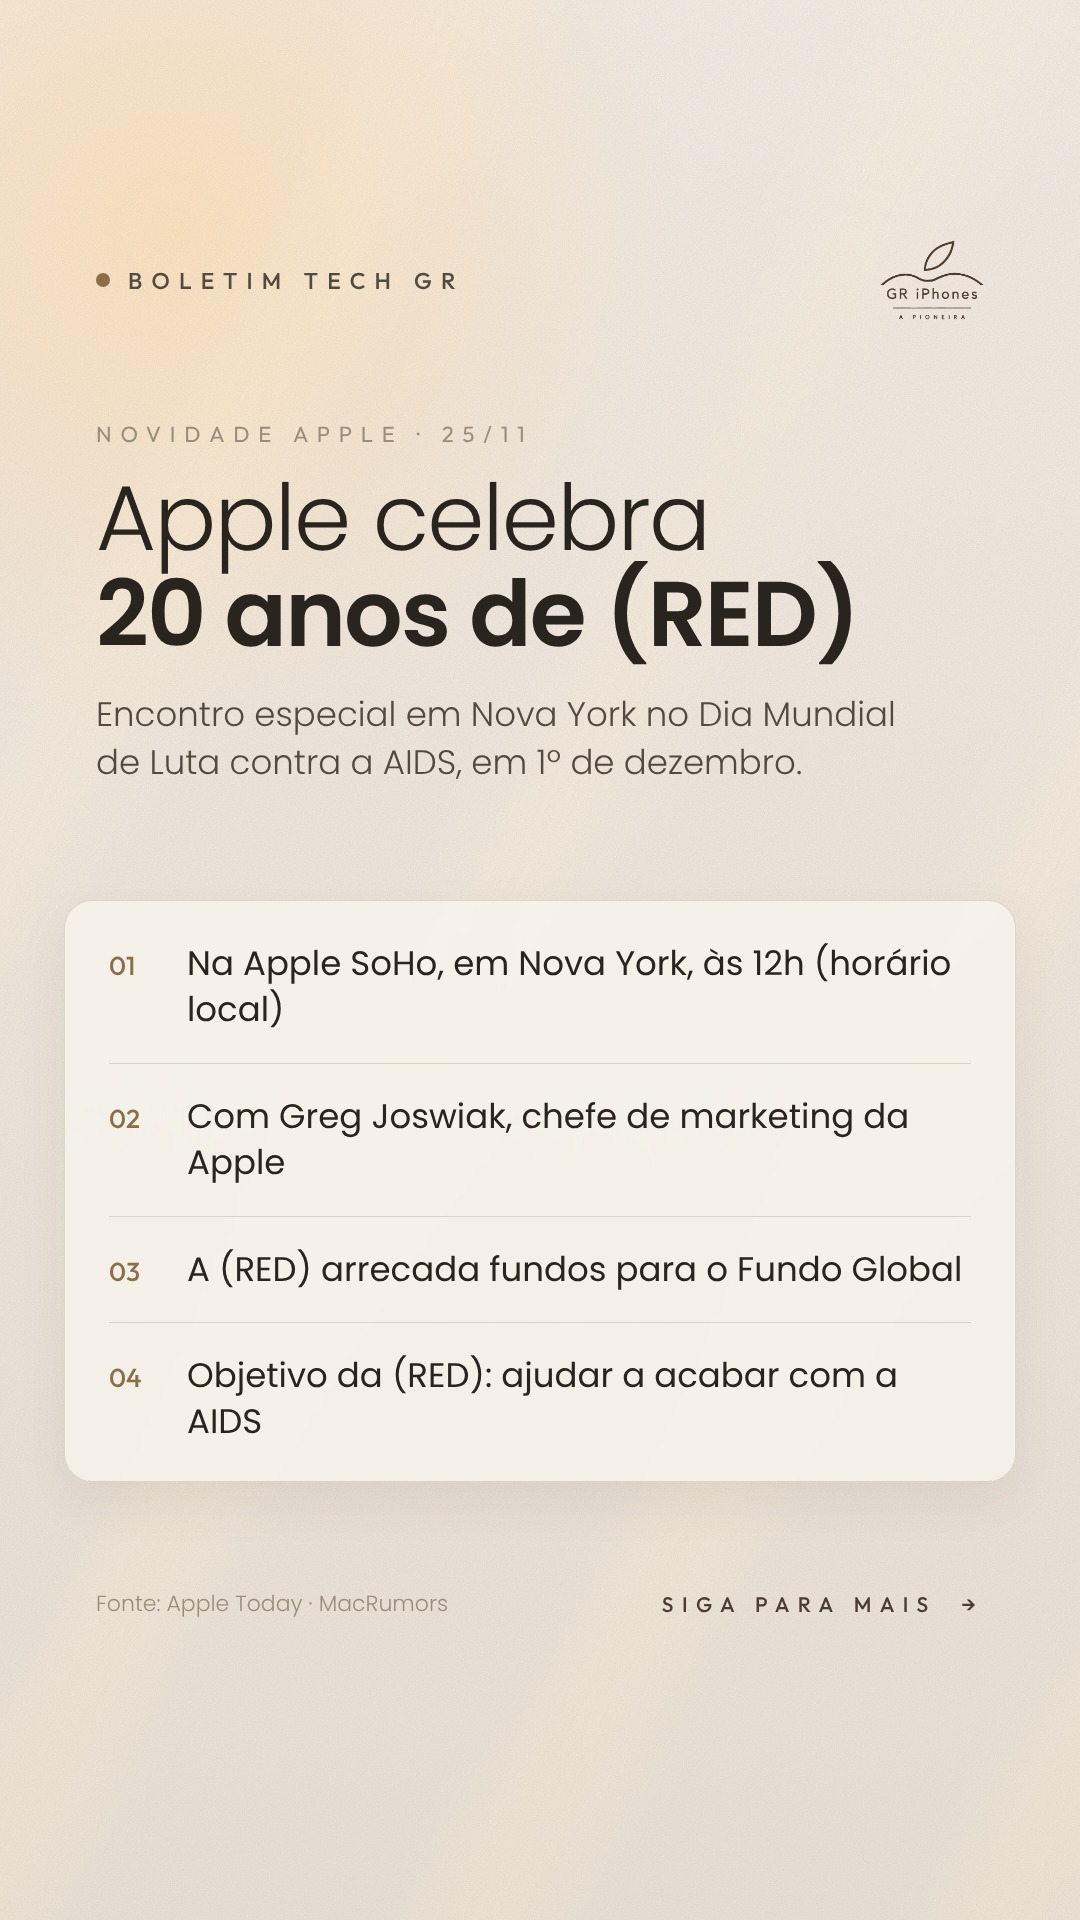 BOLETIM TECH GR
GR iPhones
A PIONEIRA
NOVIDADE APPLE · 25/11
Apple celebra
20 anos de (RED)
Encontro especial em Nova York no Dia Mundial
de Luta contra a AIDS, em 1º de dezembro.
01 Na Apple SoHo, em Nova York, às 12h (horário
local)
02 Com Greg Joswiak, chefe de marketing da
Apple
03 A (RED) arrecada fundos para o Fundo Global
04 Objetivo da (RED): ajudar a acabar com a
AIDS
Fonte: Apple Today · MacRumors
SIGA PARA MAIS →